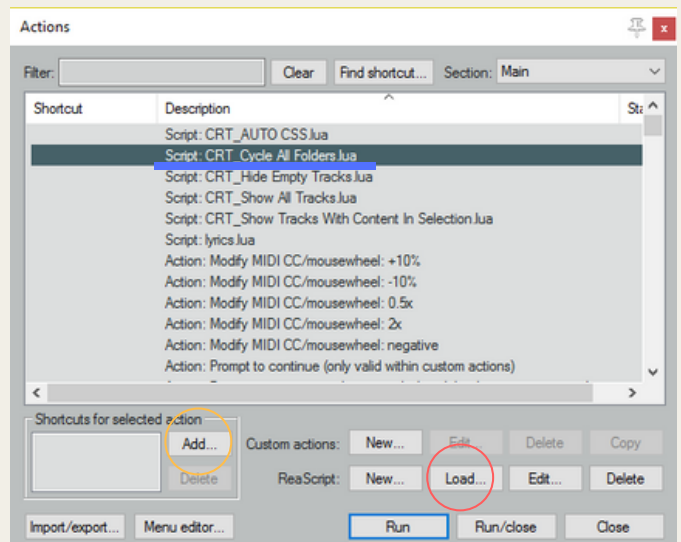 Actions
Filter: Clear Find shortcut... Section: Main
Shortcut Description Sta
Script: CRT_AUTO CSS.lua
Script: CRT_Cycle All Folders.lua
Script: CRT_Hide Empty Tracks.lua
Script: CRT_Show All Tracks.lua
Script: CRT_Show Tracks With Content In Selection.lua
Script: lyrics.lua
Action: Modify MIDI CC/mousewheel: +10%
Action: Modify MIDI CC/mousewheel: -10%
Action: Modify MIDI CC/mousewheel: 0.5x
Action: Modify MIDI CC/mousewheel: 2x
Action: Modify MIDI CC/mousewheel: negative
Action: Prompt to continue (only valid within custom actions)
Shortcuts for selected action
Add... Custom actions: New... Edit... Delete Copy
Delete ReaScript: New... Load... Edit... Delete
Import/export... Menu editor... Run Run/close Close